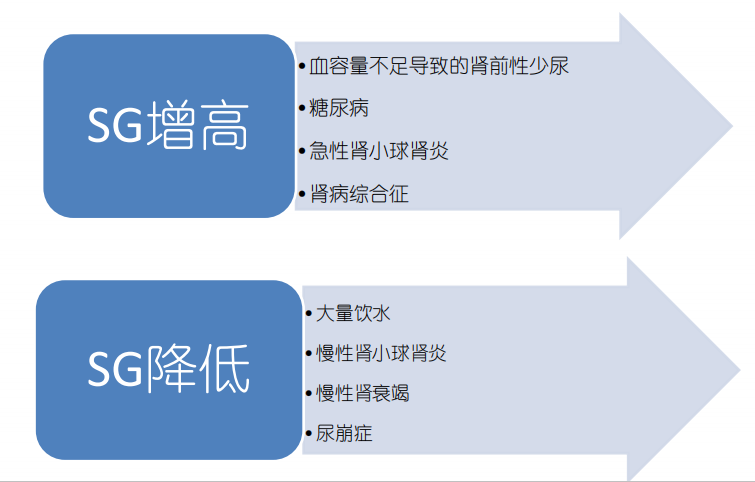 SG增高
•血容量不足导致的肾前性少尿
•糖尿病
•急性肾小球肾炎
•肾病综合征
SG降低
•大量饮水
•慢性肾小球肾炎
•慢性肾衰竭
•尿崩症